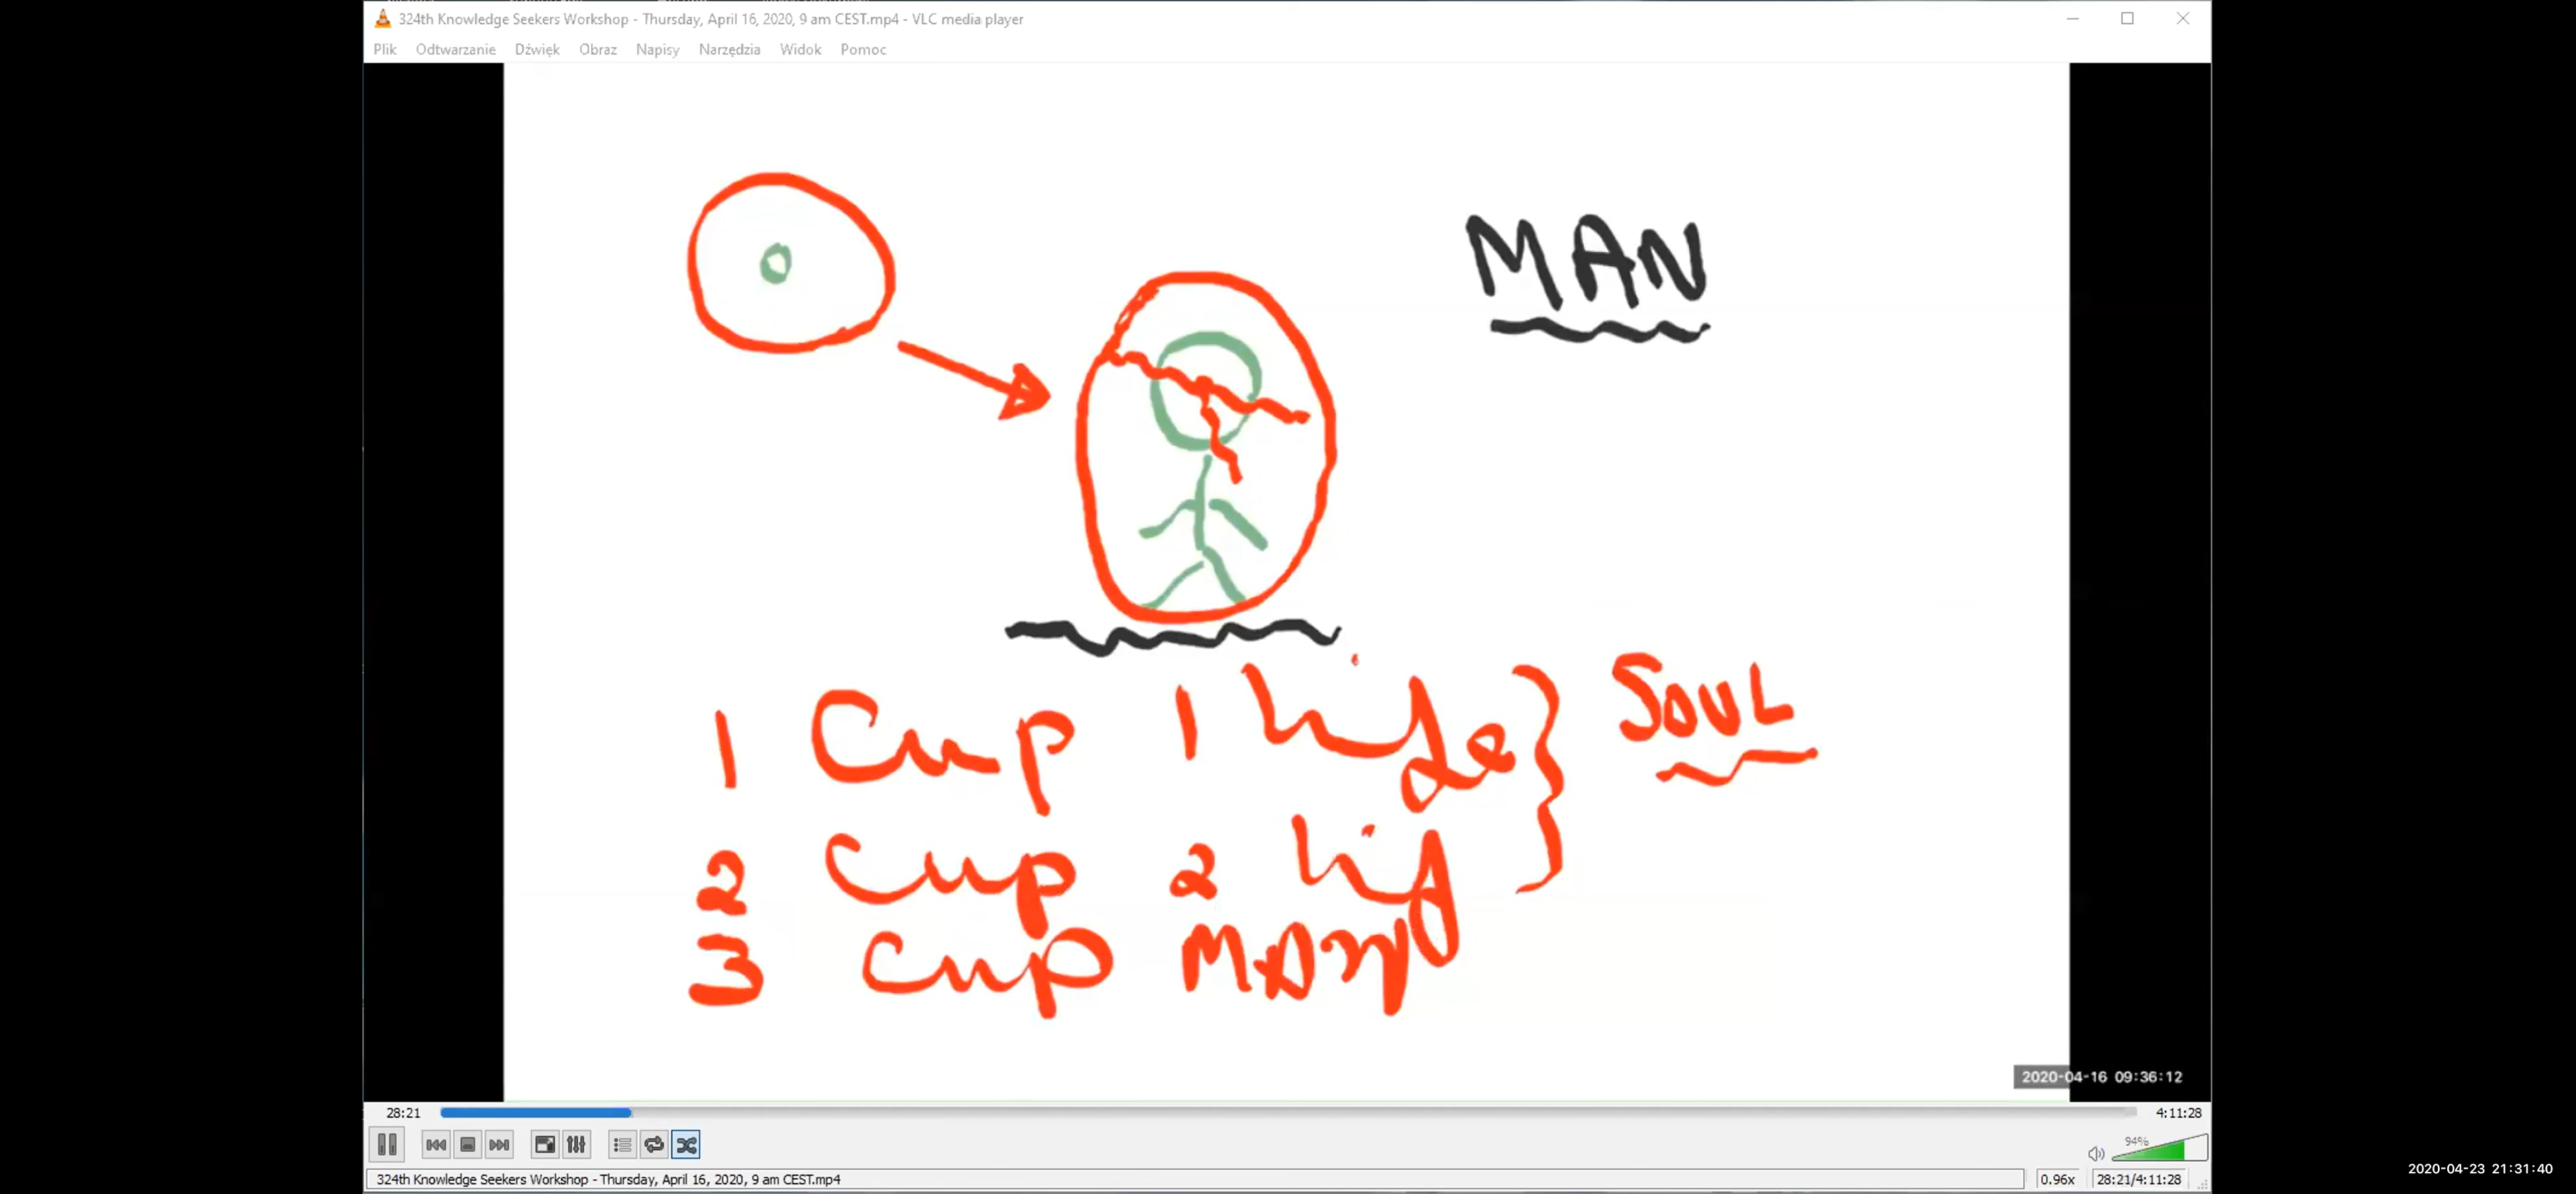 324th Knowledge Seekers Workshop - Thursday, April 16, 2020, 9 am CEST.mp4 - VLC media player
Plik Odtwarzanie Dźwięk Obraz Napisy Narzędzia Widok Pomoc
MAN
1 Cup 1 life
SOUL
2 Cup 2 lif
3 Cup
2020-04-16 09:36:12
28:21 4:11:28
94%
324th Knowledge Seekers Workshop - Thursday, April 16, 2020, 9 am CEST.mp4 0.96x 28:21/4:11:28
2020-04-23 21:31:40